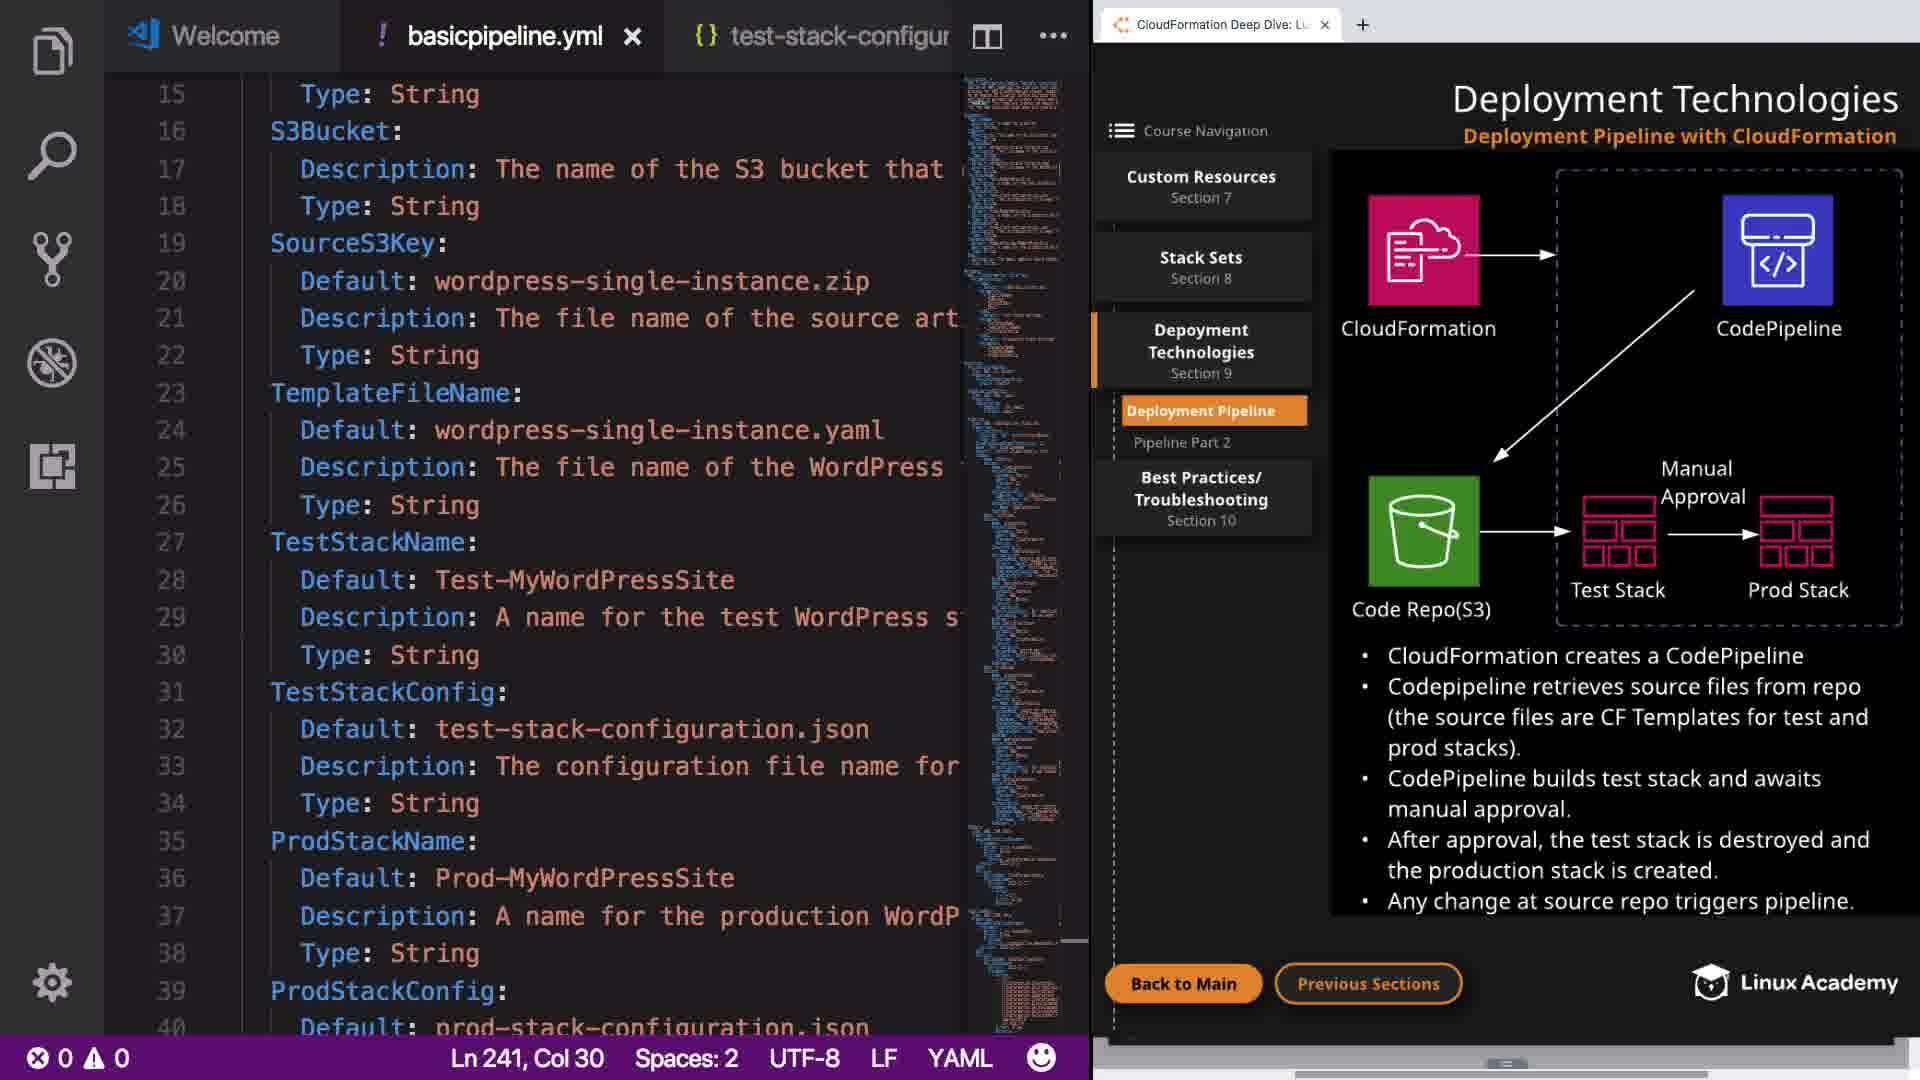 Welcome
! basicpipeline.yml ×
{} test-stack-configur
15 Type: String
16 S3Bucket:
17 Description: The name of the S3 bucket that
18 Type: String
19 SourceS3Key:
20 Default: wordpress-single-instance.zip
21 Description: The file name of the source art
22 Type: String
23 TemplateFileName:
24 Default: wordpress-single-instance.yaml
25 Description: The file name of the WordPress
26 Type: String
27 TestStackName:
28 Default: Test-MyWordPressSite
29 Description: A name for the test WordPress s
30 Type: String
31 TestStackConfig:
32 Default: test-stack-configuration.json
33 Description: The configuration file name for
34 Type: String
35 ProdStackName:
36 Default: Prod-MyWordPressSite
37 Description: A name for the production WordP
38 Type: String
39 ProdStackConfig:
40 Default: prod-stack-configuration.json
0 0
Ln 241, Col 30
Spaces: 2
UTF-8
LF
YAML
CloudFormation Deep Dive: Lu × +
Deployment Technologies
Deployment Pipeline with CloudFormation
Course Navigation
Custom Resources
Section 7
Stack Sets
Section 8
Depoyment
Technologies
Section 9
Deployment Pipeline
Pipeline Part 2
Best Practices/
Troubleshooting
Section 10
CloudFormation
CodePipeline
Manual
Approval
Code Repo(S3)
Test Stack
Prod Stack
• CloudFormation creates a CodePipeline
• Codepipeline retrieves source files from repo
(the source files are CF Templates for test and
prod stacks).
• CodePipeline builds test stack and awaits
manual approval.
• After approval, the test stack is destroyed and
the production stack is created.
• Any change at source repo triggers pipeline.
Back to Main
Previous Sections
Linux Academy